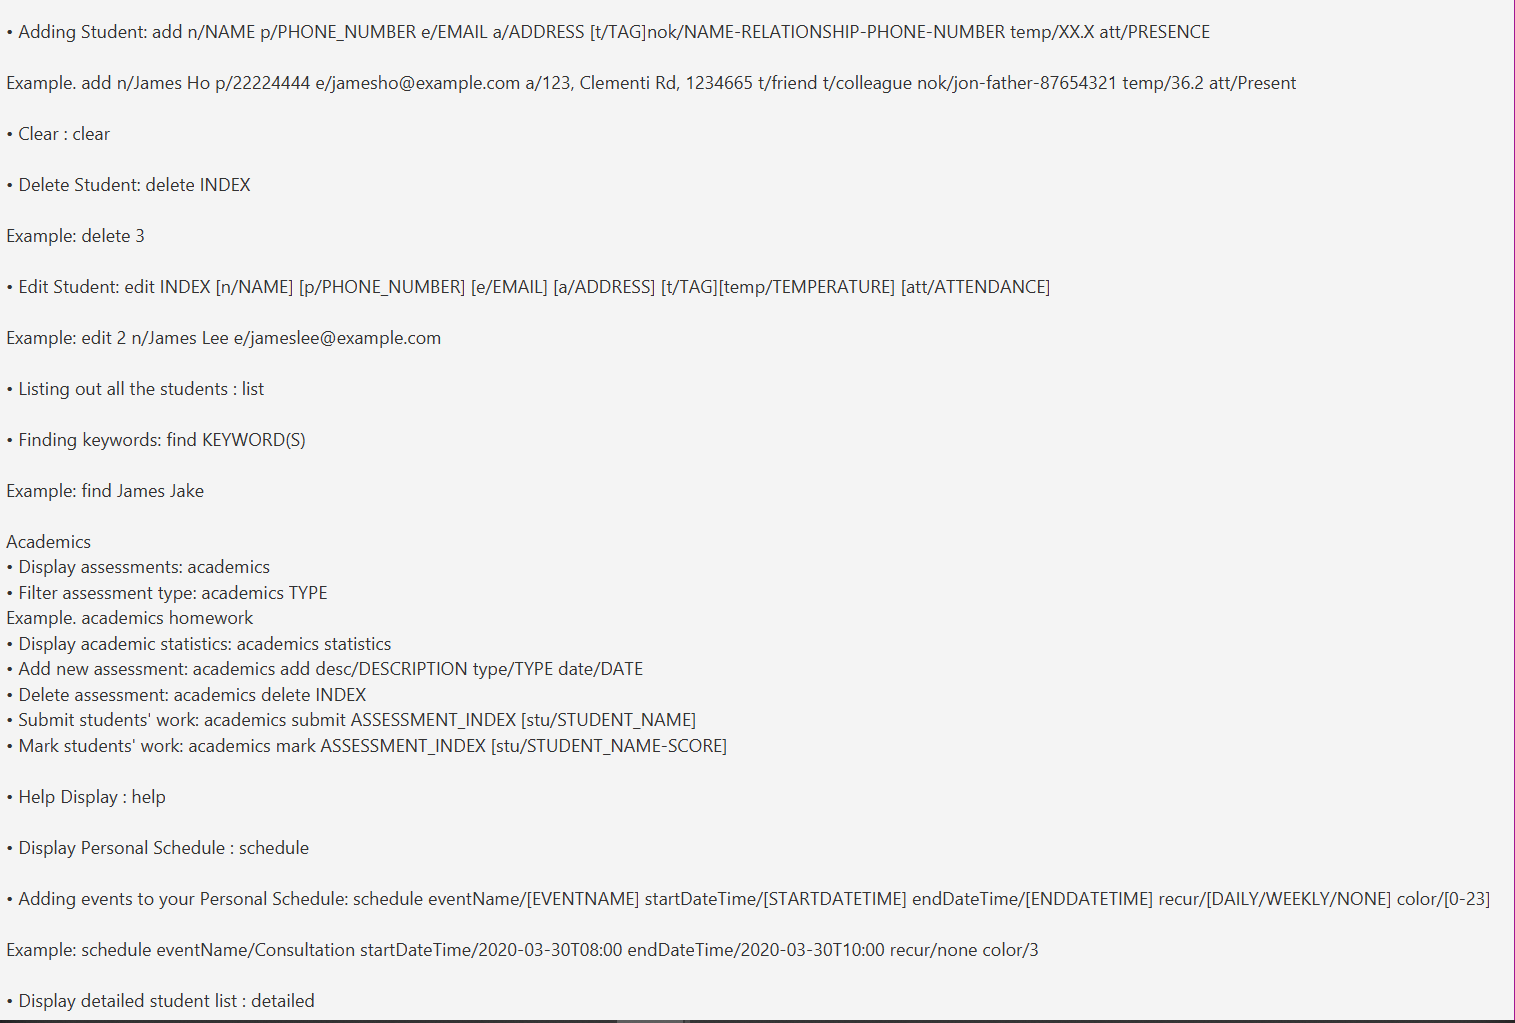 • Adding Student: add n/NAME p/PHONE_NUMBER e/EMAIL a/ADDRESS [t/TAG]nok/NAME-RELATIONSHIP-PHONE-NUMBER temp/XX.X att/PRESENCE
Example. add n/James Ho p/22224444 e/jamesho@example.com a/123, Clementi Rd, 1234665 t/friend t/colleague nok/jon-father-87654321 temp/36.2 att/Present
• Clear : clear
• Delete Student: delete INDEX
Example: delete 3
• Edit Student: edit INDEX [n/NAME] [p/PHONE_NUMBER] [e/EMAIL] [a/ADDRESS] [t/TAG][temp/TEMPERATURE] [att/ATTENDANCE]
Example: edit 2 n/James Lee e/jameslee@example.com
• Listing out all the students : list
• Finding keywords: find KEYWORD(S)
Example: find James Jake
Academics
• Display assessments: academics
• Filter assessment type: academics TYPE
Example. academics homework
• Display academic statistics: academics statistics
• Add new assessment: academics add desc/DESCRIPTION type/TYPE date/DATE
• Delete assessment: academics delete INDEX
• Submit students' work: academics submit ASSESSMENT_INDEX [stu/STUDENT_NAME]
• Mark students' work: academics mark ASSESSMENT_INDEX [stu/STUDENT_NAME-SCORE]
• Help Display : help
• Display Personal Schedule : schedule
• Adding events to your Personal Schedule: schedule eventName/[EVENTNAME] startDateTime/[STARTDATETIME] endDateTime/[ENDDATETIME] recur/[DAILY/WEEKLY/NONE] color/[0-23]
Example: schedule eventName/Consultation startDateTime/2020-03-30T08:00 endDateTime/2020-03-30T10:00 recur/none color/3
• Display detailed student list : detailed